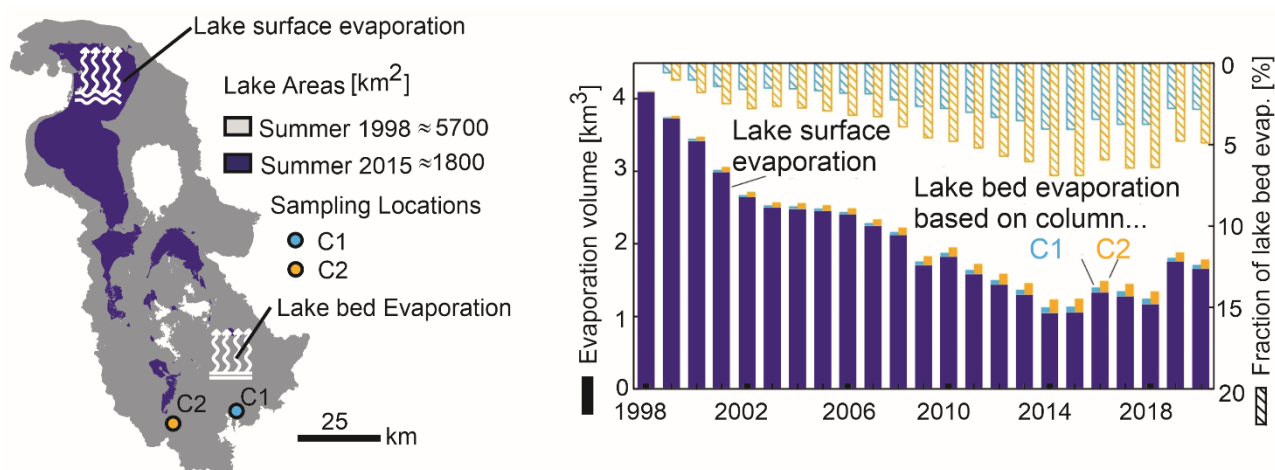 Lake surface evaporation
Lake Areas [km²]
Summer 1998 ≈5700
Summer 2015 ≈1800
Sampling Locations
C1
C2
Lake bed Evaporation
C2
C1
25
km
Evaporation volume [km³]
4
3
2
1
0
1998
2002
2006
2010
2014
2018
Lake surface
evaporation
Lake bed evaporation
based on column...
C1
C2
0
5
10
15
20
Fraction of lake bed evap. [%]